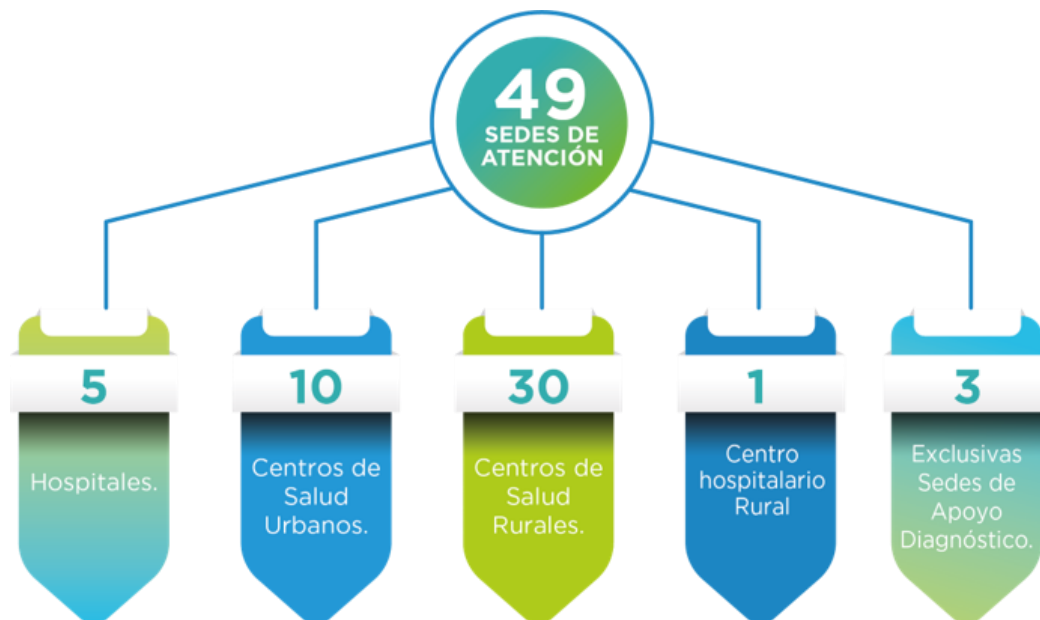 49
SEDES DE
ATENCIÓN
5
Hospitales.
10
Centros de
Salud
Urbanos.
30
Centros de
Salud
Rurales.
1
Centro
hospitalario
Rural
3
Exclusivas
Sedes de
Apoyo
Diagnóstico.